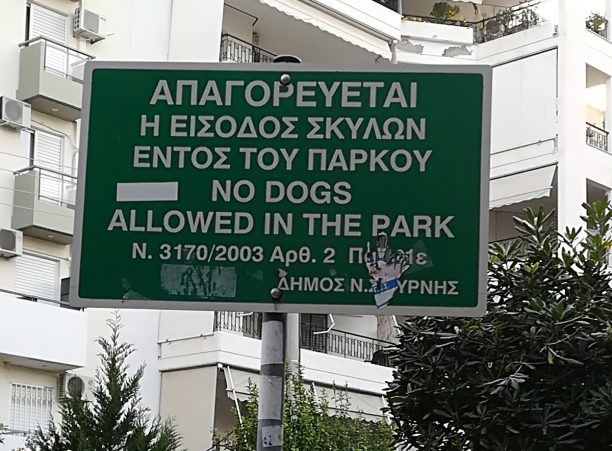 ΑΠΑΓΟΡΕΥΕΤΑΙ
Η ΕΙΣΟΔΟΣ ΣΚΥΛΩΝ
ΕΝΤΟΣ ΤΟΥ ΠΑΡΚΟΥ
NO DOGS
ALLOWED IN THE PARK
Ν. 3170/2003 Αρθ. 2
ΔΗΜΟΣ